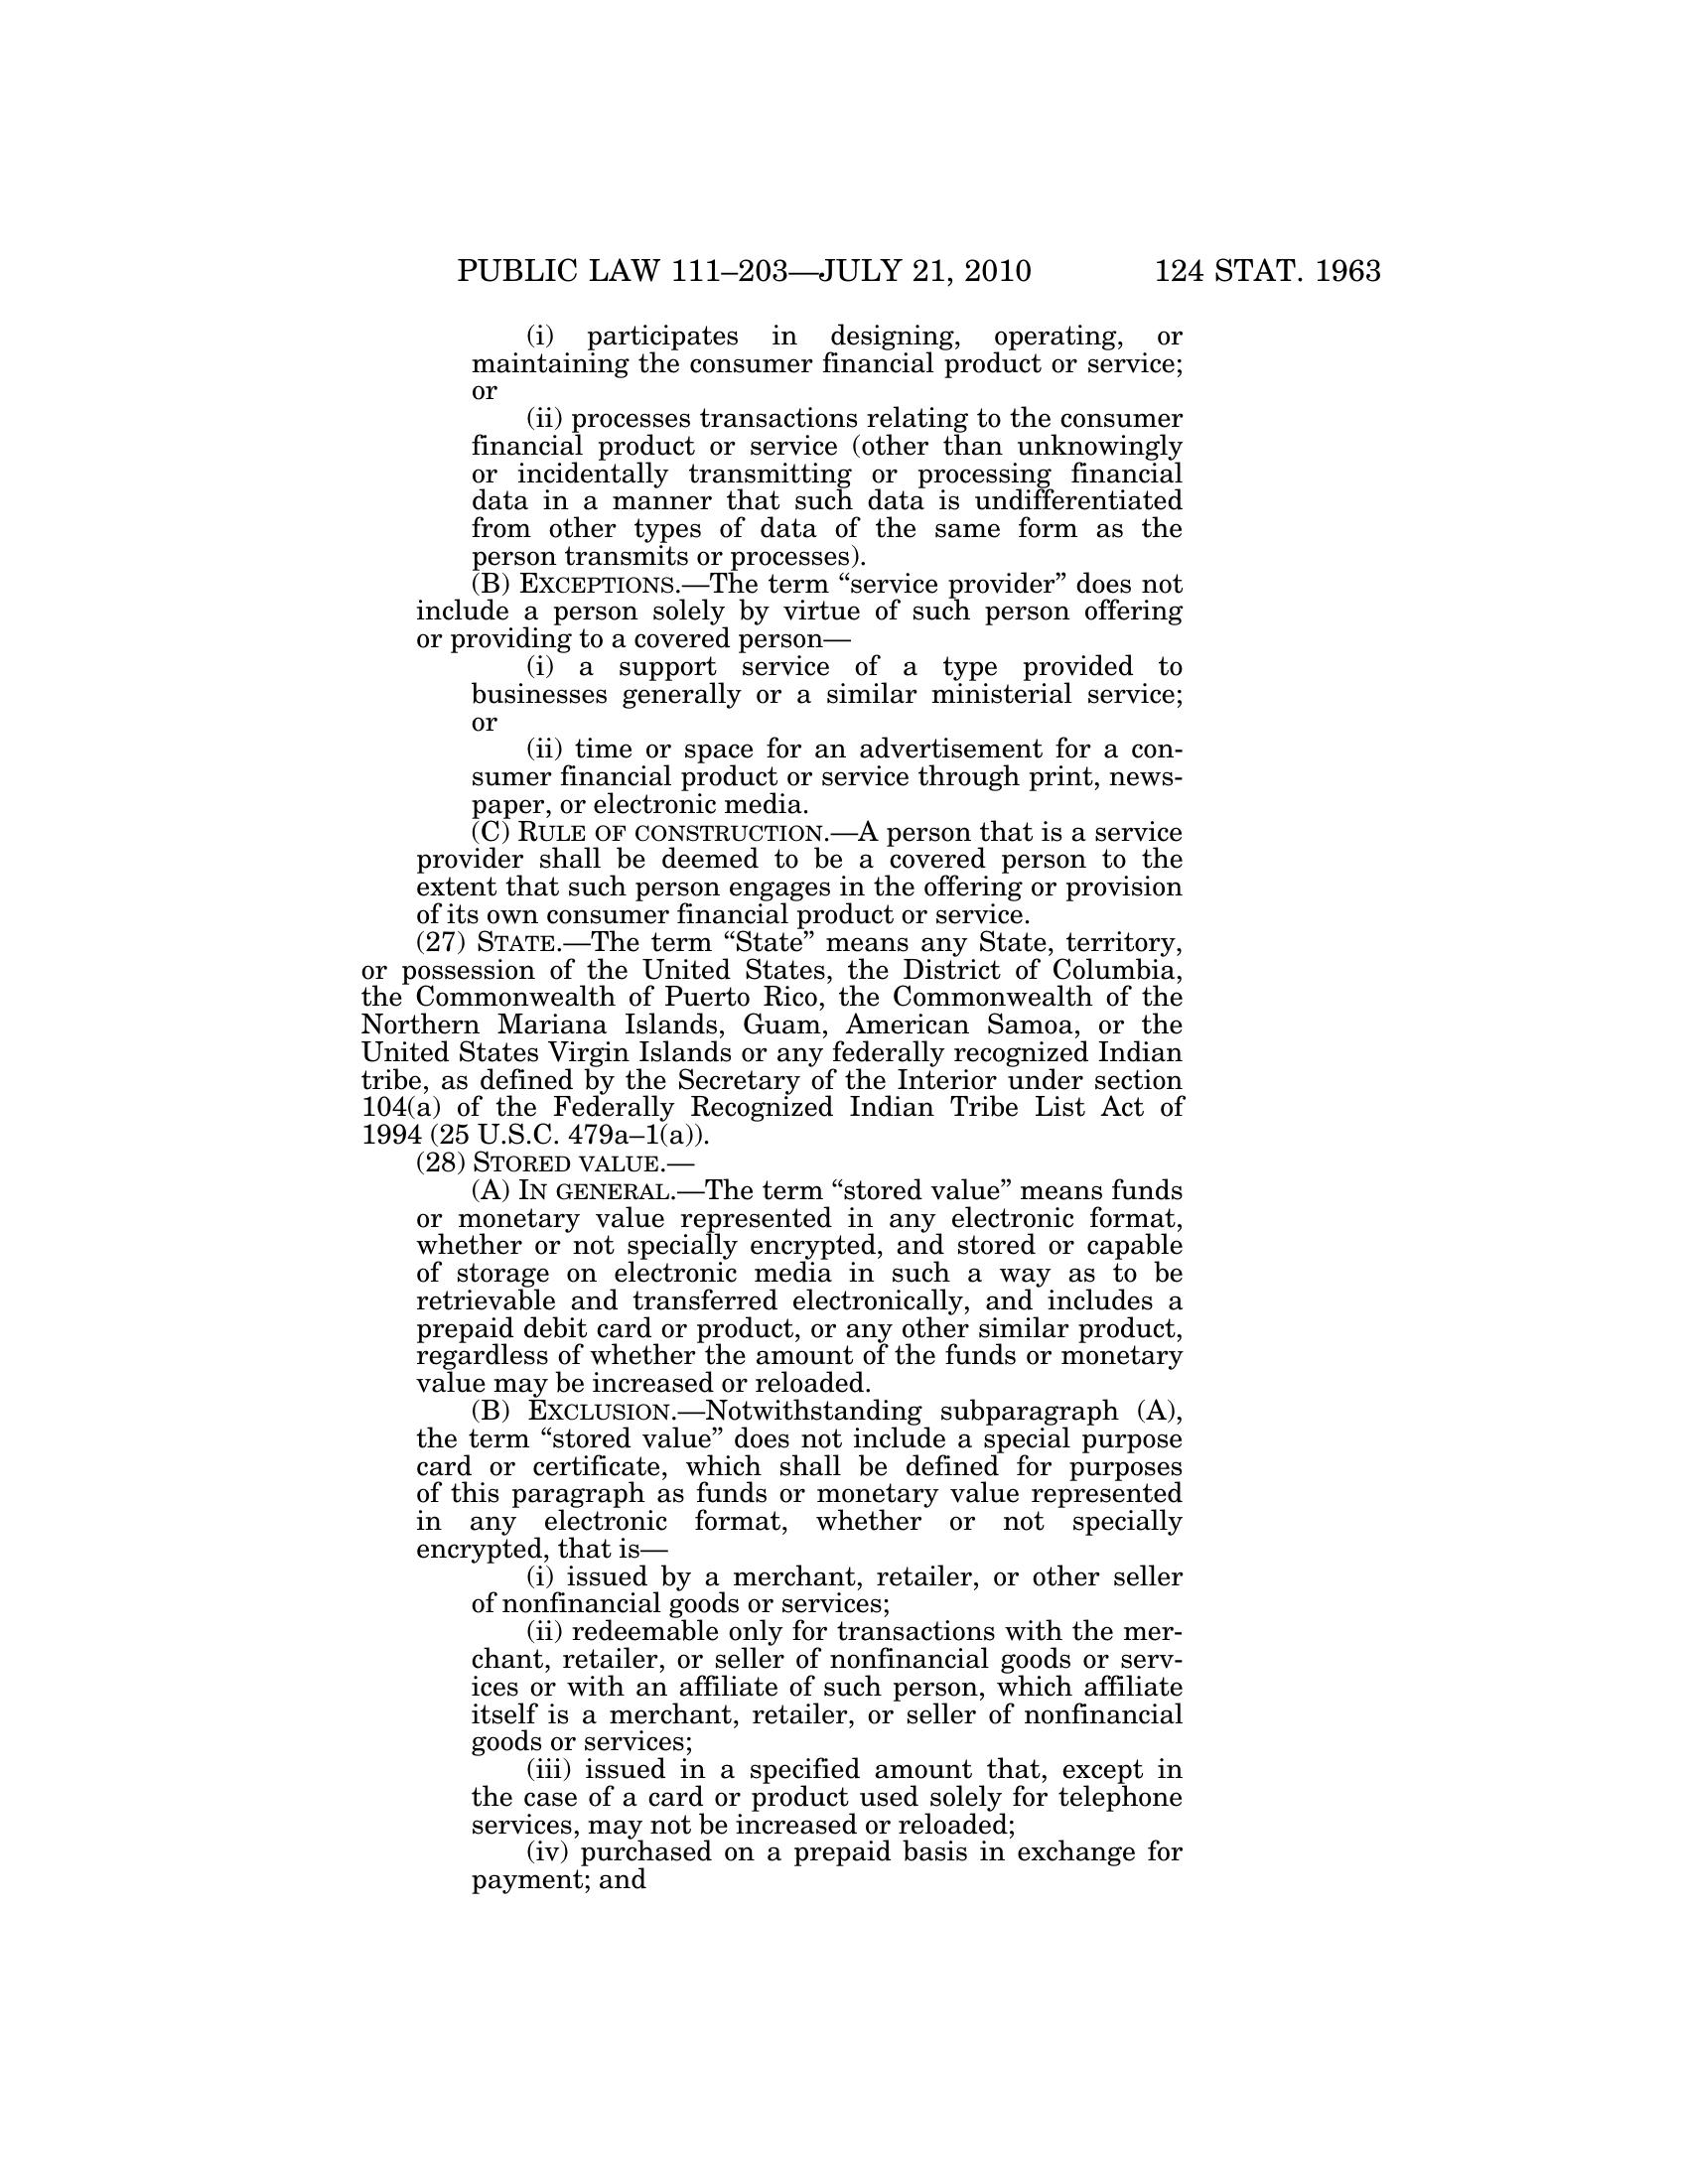 PUBLIC LAW 111–203—JULY 21, 2010 124 STAT. 1963
(i) participates in designing, operating, or
maintaining the consumer financial product or service;
or
(ii) processes transactions relating to the consumer
financial product or service (other than unknowingly
or incidentally transmitting or processing financial
data in a manner that such data is undifferentiated
from other types of data of the same form as the
person transmits or processes).
(B) EXCEPTIONS.—The term “service provider” does not
include a person solely by virtue of such person offering
or providing to a covered person—
(i) a support service of a type provided to
businesses generally or a similar ministerial service;
or
(ii) time or space for an advertisement for a con-
sumer financial product or service through print, news-
paper, or electronic media.
(C) RULE OF CONSTRUCTION.—A person that is a service
provider shall be deemed to be a covered person to the
extent that such person engages in the offering or provision
of its own consumer financial product or service.
(27) STATE.—The term “State” means any State, territory,
or possession of the United States, the District of Columbia,
the Commonwealth of Puerto Rico, the Commonwealth of the
Northern Mariana Islands, Guam, American Samoa, or the
United States Virgin Islands or any federally recognized Indian
tribe, as defined by the Secretary of the Interior under section
104(a) of the Federally Recognized Indian Tribe List Act of
1994 (25 U.S.C. 479a–1(a)).
(28) STORED VALUE.—
(A) IN GENERAL.—The term “stored value” means funds
or monetary value represented in any electronic format,
whether or not specially encrypted, and stored or capable
of storage on electronic media in such a way as to be
retrievable and transferred electronically, and includes a
prepaid debit card or product, or any other similar product,
regardless of whether the amount of the funds or monetary
value may be increased or reloaded.
(B) EXCLUSION.—Notwithstanding subparagraph (A),
the term “stored value” does not include a special purpose
card or certificate, which shall be defined for purposes
of this paragraph as funds or monetary value represented
in any electronic format, whether or not specially
encrypted, that is—
(i) issued by a merchant, retailer, or other seller
of nonfinancial goods or services;
(ii) redeemable only for transactions with the mer-
chant, retailer, or seller of nonfinancial goods or serv-
ices or with an affiliate of such person, which affiliate
itself is a merchant, retailer, or seller of nonfinancial
goods or services;
(iii) issued in a specified amount that, except in
the case of a card or product used solely for telephone
services, may not be increased or reloaded;
(iv) purchased on a prepaid basis in exchange for
payment; and